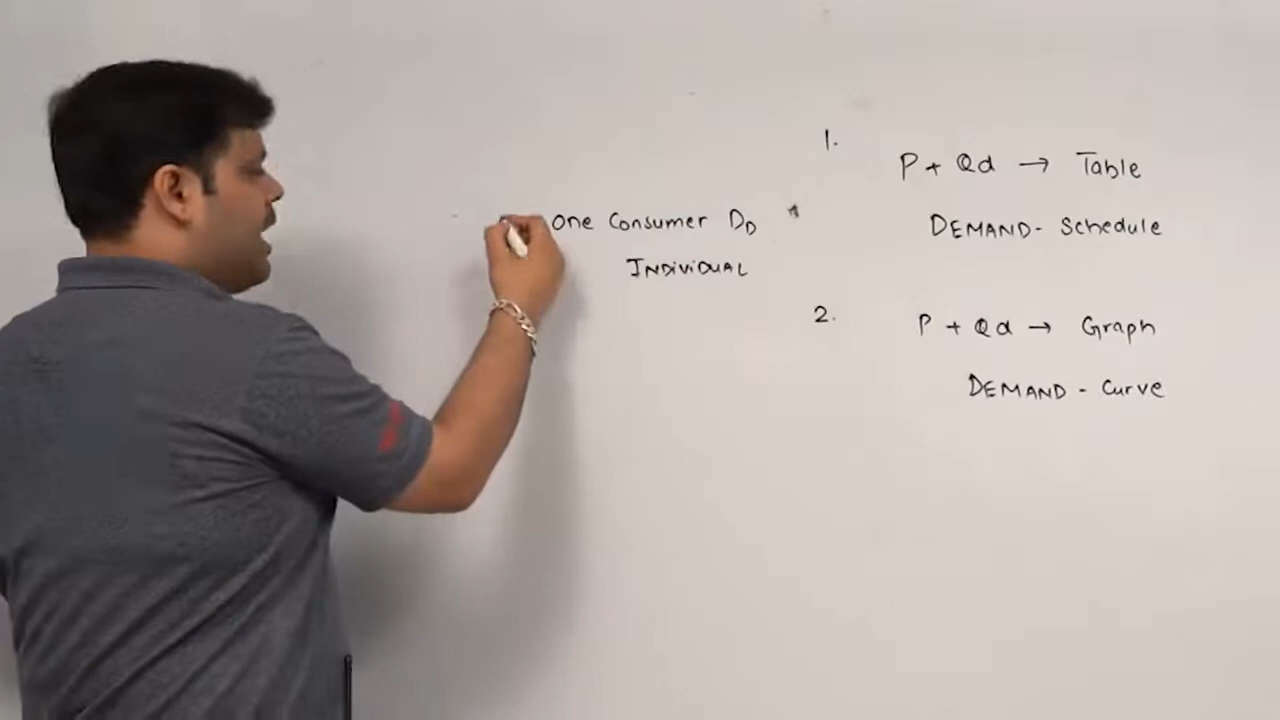 one Consumer DD
INDIVIDUAL
1.
P + Qd → Table
DEMAND- Schedule
2.
P + Qd → Graph
DEMAND - Curve